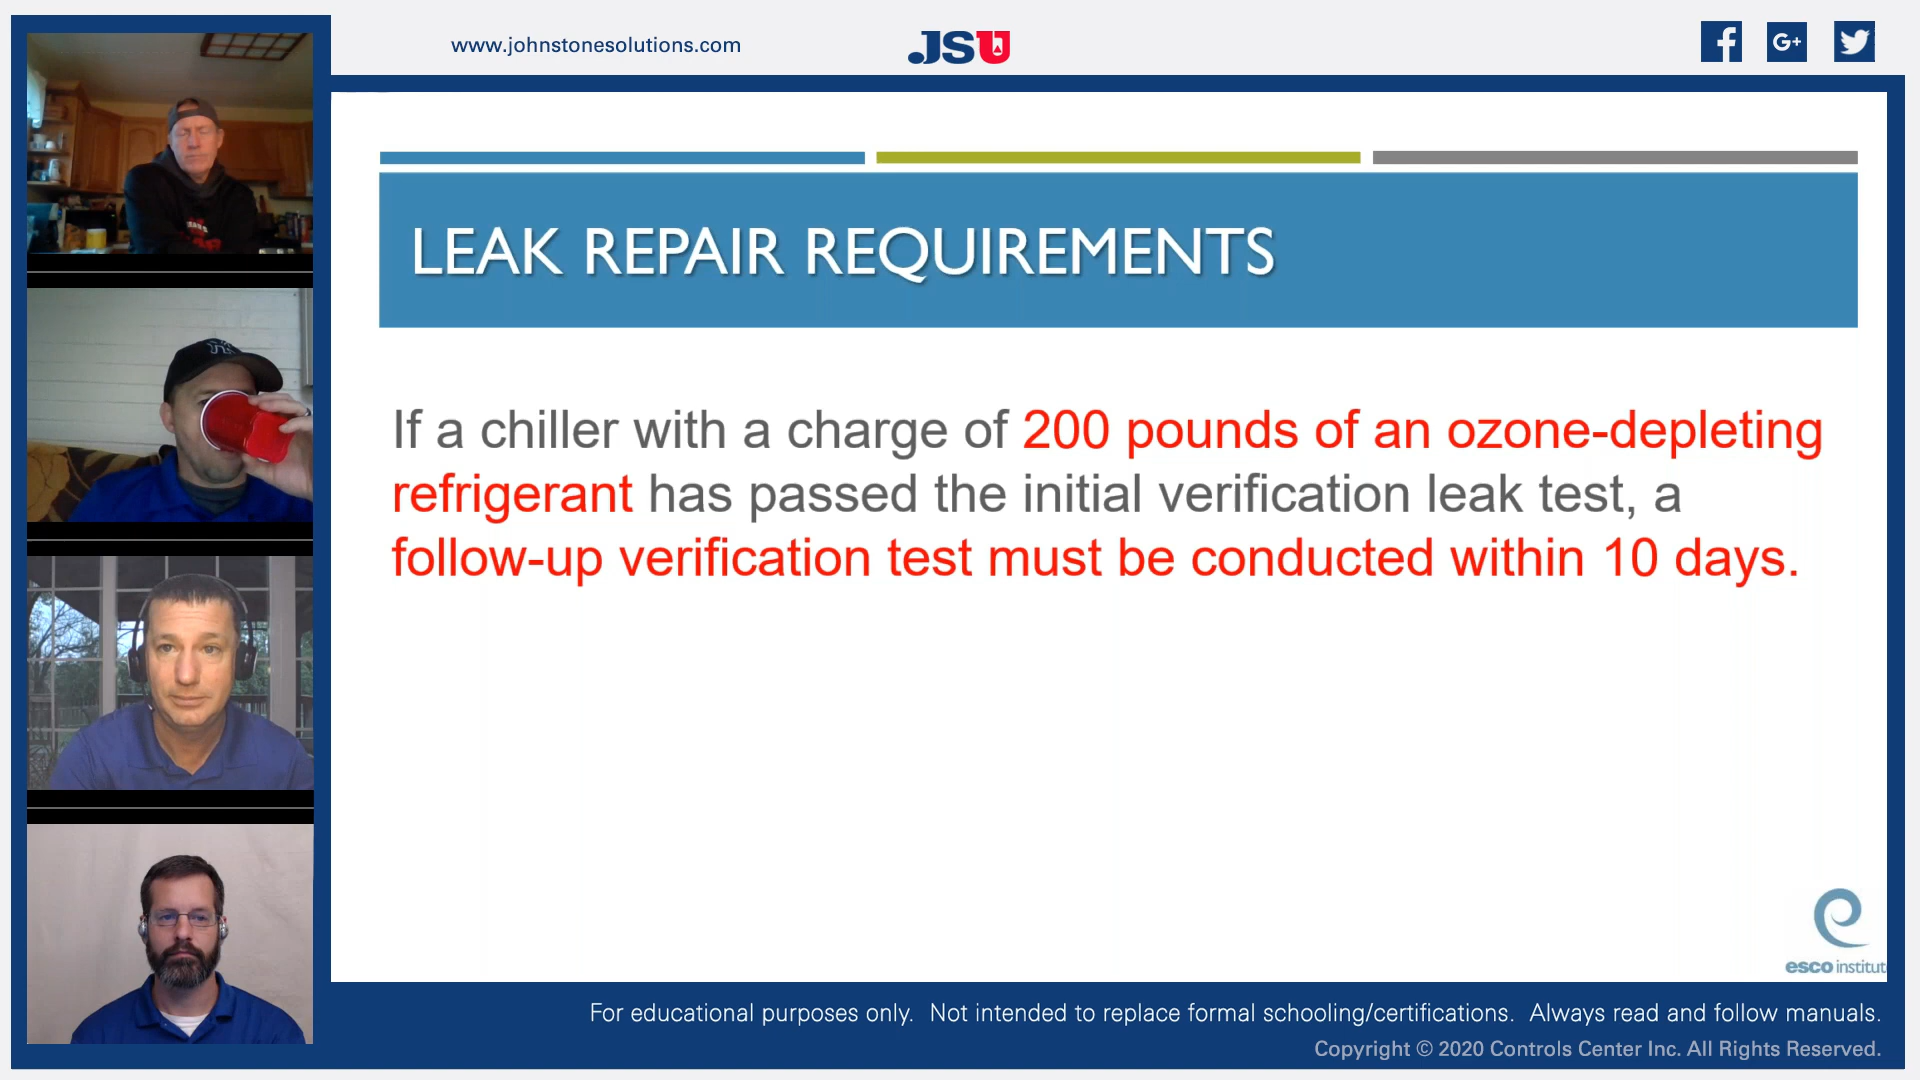 www.johnstonesolutions.com
JSU
G+
LEAK REPAIR REQUIREMENTS
If a chiller with a charge of 200 pounds of an ozone-depleting
refrigerant has passed the initial verification leak test, a
follow-up verification test must be conducted within 10 days.
esco institut
For educational purposes only. Not intended to replace formal schooling/certifications. Always read and follow manuals.
Copyright © 2020 Controls Center Inc. All Rights Reserved.